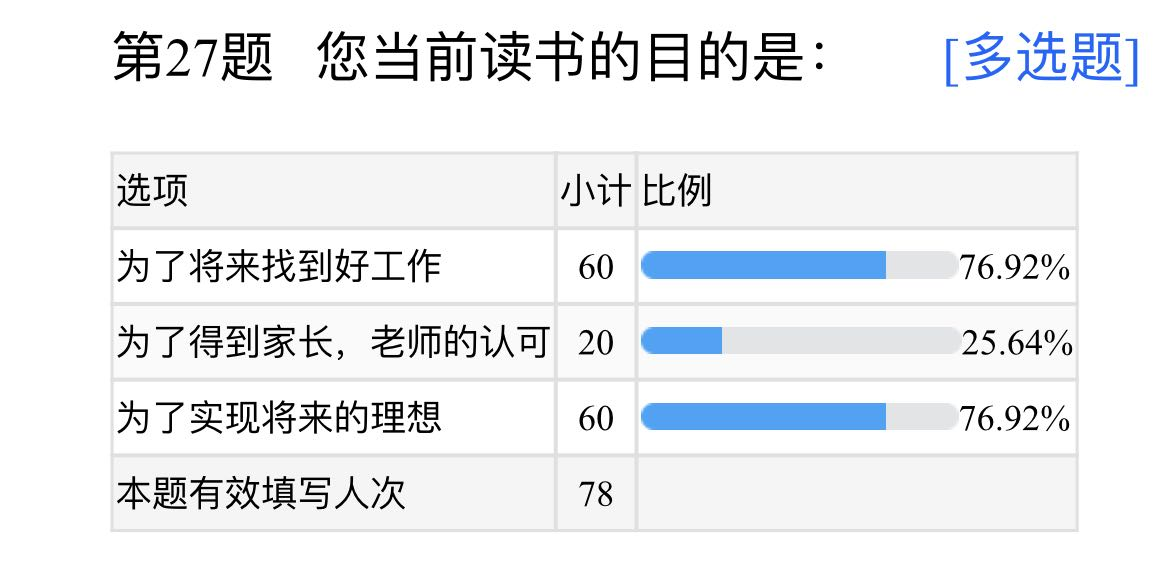 第27题 您当前读书的目的是： [多选题]
选项 小计 比例
为了将来找到好工作 60 76.92%
为了得到家长，老师的认可 20 25.64%
为了实现将来的理想 60 76.92%
本题有效填写人次 78